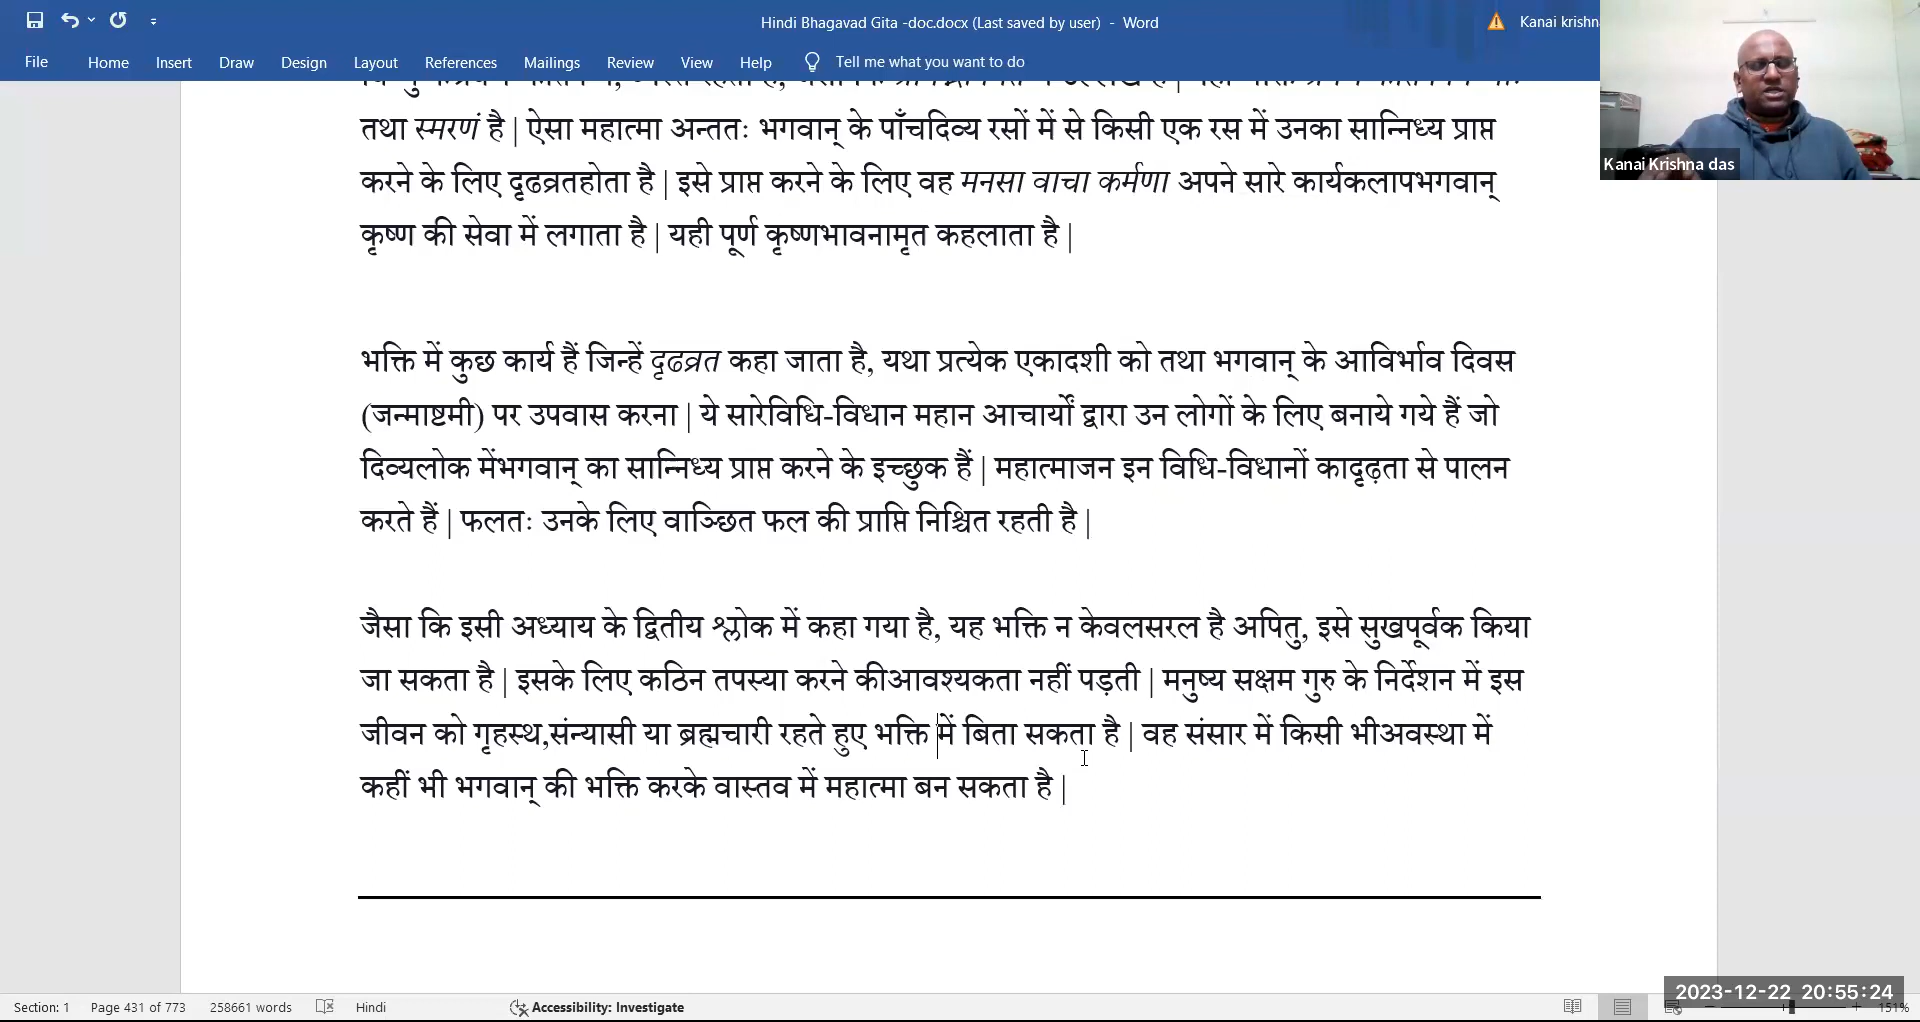 Hindi Bhagavad Gita -doc.docx (Last saved by user) - Word
Kanai krishn
File Home Insert Draw Design Layout References Mailings Review View Help Tell me what you want to do
Kanai Krishna das
तथा स्मरणं है | ऐसा महात्मा अन्ततः भगवान् के पाँचदिव्य रसों में से किसी एक रस में उनका सान्निध्य प्राप्त
करने के लिए दृढव्रतहोता है | इसे प्राप्त करने के लिए वह मनसा वाचा कर्मणा अपने सारे कार्यकलापभगवान्
कृष्ण की सेवा में लगाता है | यही पूर्ण कृष्णभावनामृत कहलाता है |
भक्ति में कुछ कार्य हैं जिन्हें दृढव्रत कहा जाता है, यथा प्रत्येक एकादशी को तथा भगवान् के आविर्भाव दिवस
(जन्माष्टमी) पर उपवास करना | ये सारेविधि-विधान महान आचार्यों द्वारा उन लोगों के लिए बनाये गये हैं जो
दिव्यलोक मेंभगवान् का सान्निध्य प्राप्त करने के इच्छुक हैं | महात्माजन इन विधि-विधानों कादृढ़ता से पालन
करते हैं | फलतः उनके लिए वाञ्छित फल की प्राप्ति निश्चित रहती है |
जैसा कि इसी अध्याय के द्वितीय श्लोक में कहा गया है, यह भक्ति न केवलसरल है अपितु, इसे सुखपूर्वक किया
जा सकता है | इसके लिए कठिन तपस्या करने कीआवश्यकता नहीं पड़ती | मनुष्य सक्षम गुरु के निर्देशन में इस
जीवन को गृहस्थ,संन्यासी या ब्रह्मचारी रहते हुए भक्ति में बिता सकता है | वह संसार में किसी भीअवस्था में
कहीं भी भगवान् की भक्ति करके वास्तव में महात्मा बन सकता है |
2023-12-22 20:55:24
Section: 1 Page 431 of 773 258661 words Hindi Accessibility: Investigate 151%